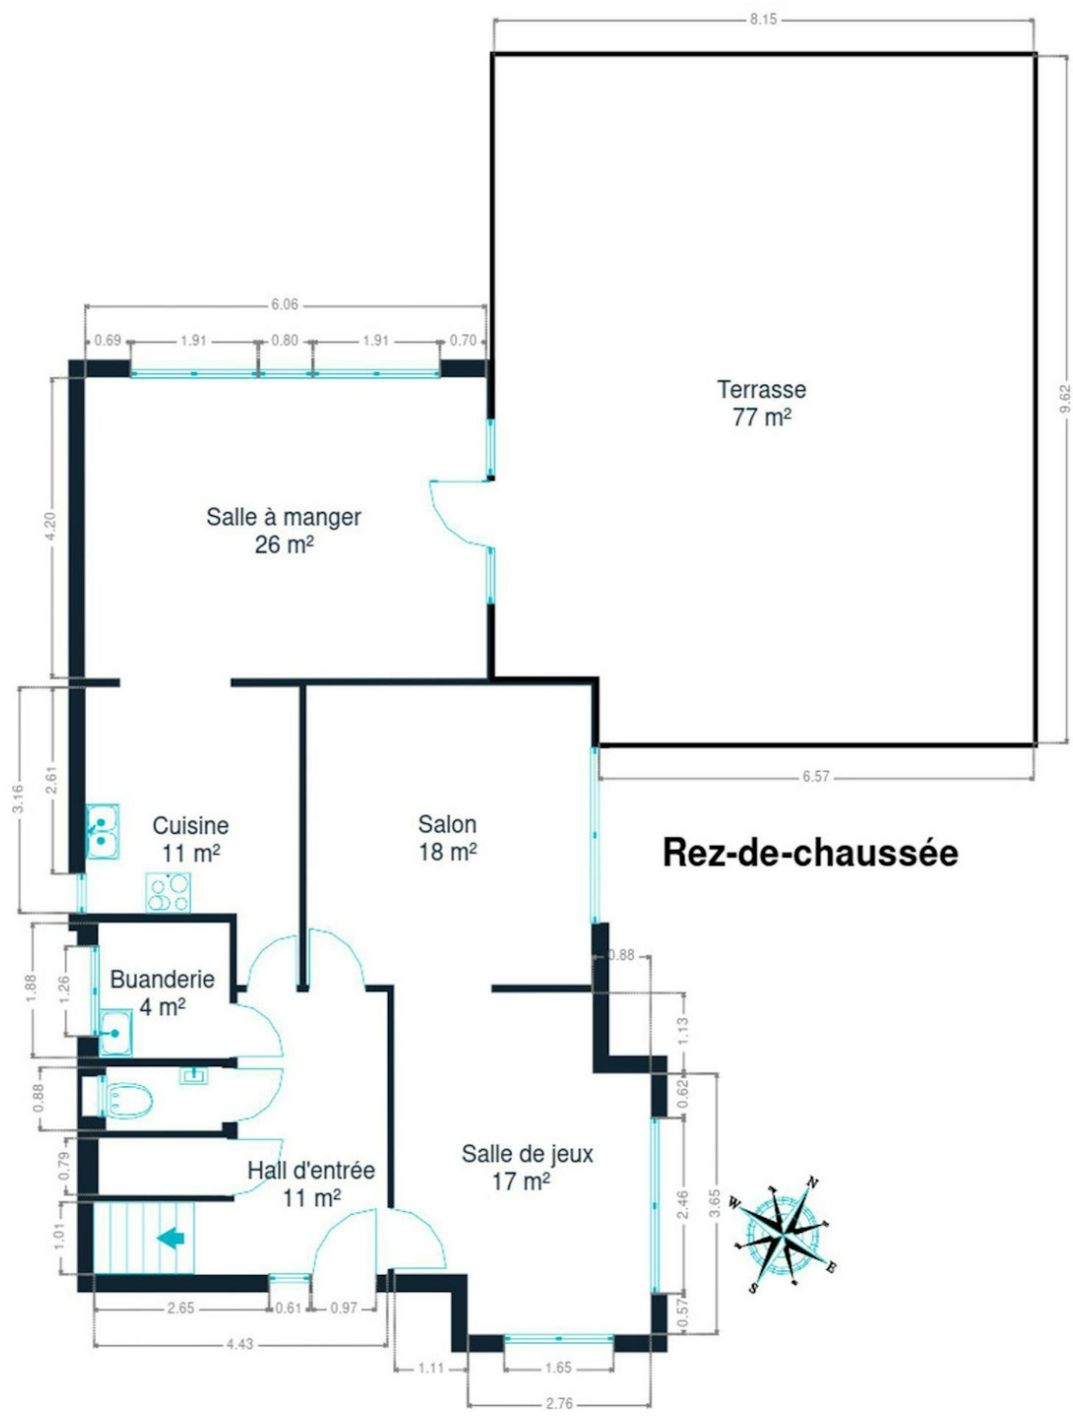 8.15
6.06
0.69
1.91
0.80
1.91
0.70
Terrasse
77 m²
9.62
4.20
Salle à manger
26 m²
6.57
3.16
2.61
Cuisine
11 m²
Salon
18 m²
Rez-de-chaussée
0.88
1.88
1.26
Buanderie
4 m²
1.13
0.88
0.62
0.79
Hall d'entrée
11 m²
Salle de jeux
17 m²
2.46
3.65
N
W
E
S
1.01
0.57
2.65
0.61
0.97
4.43
1.11
1.65
2.76